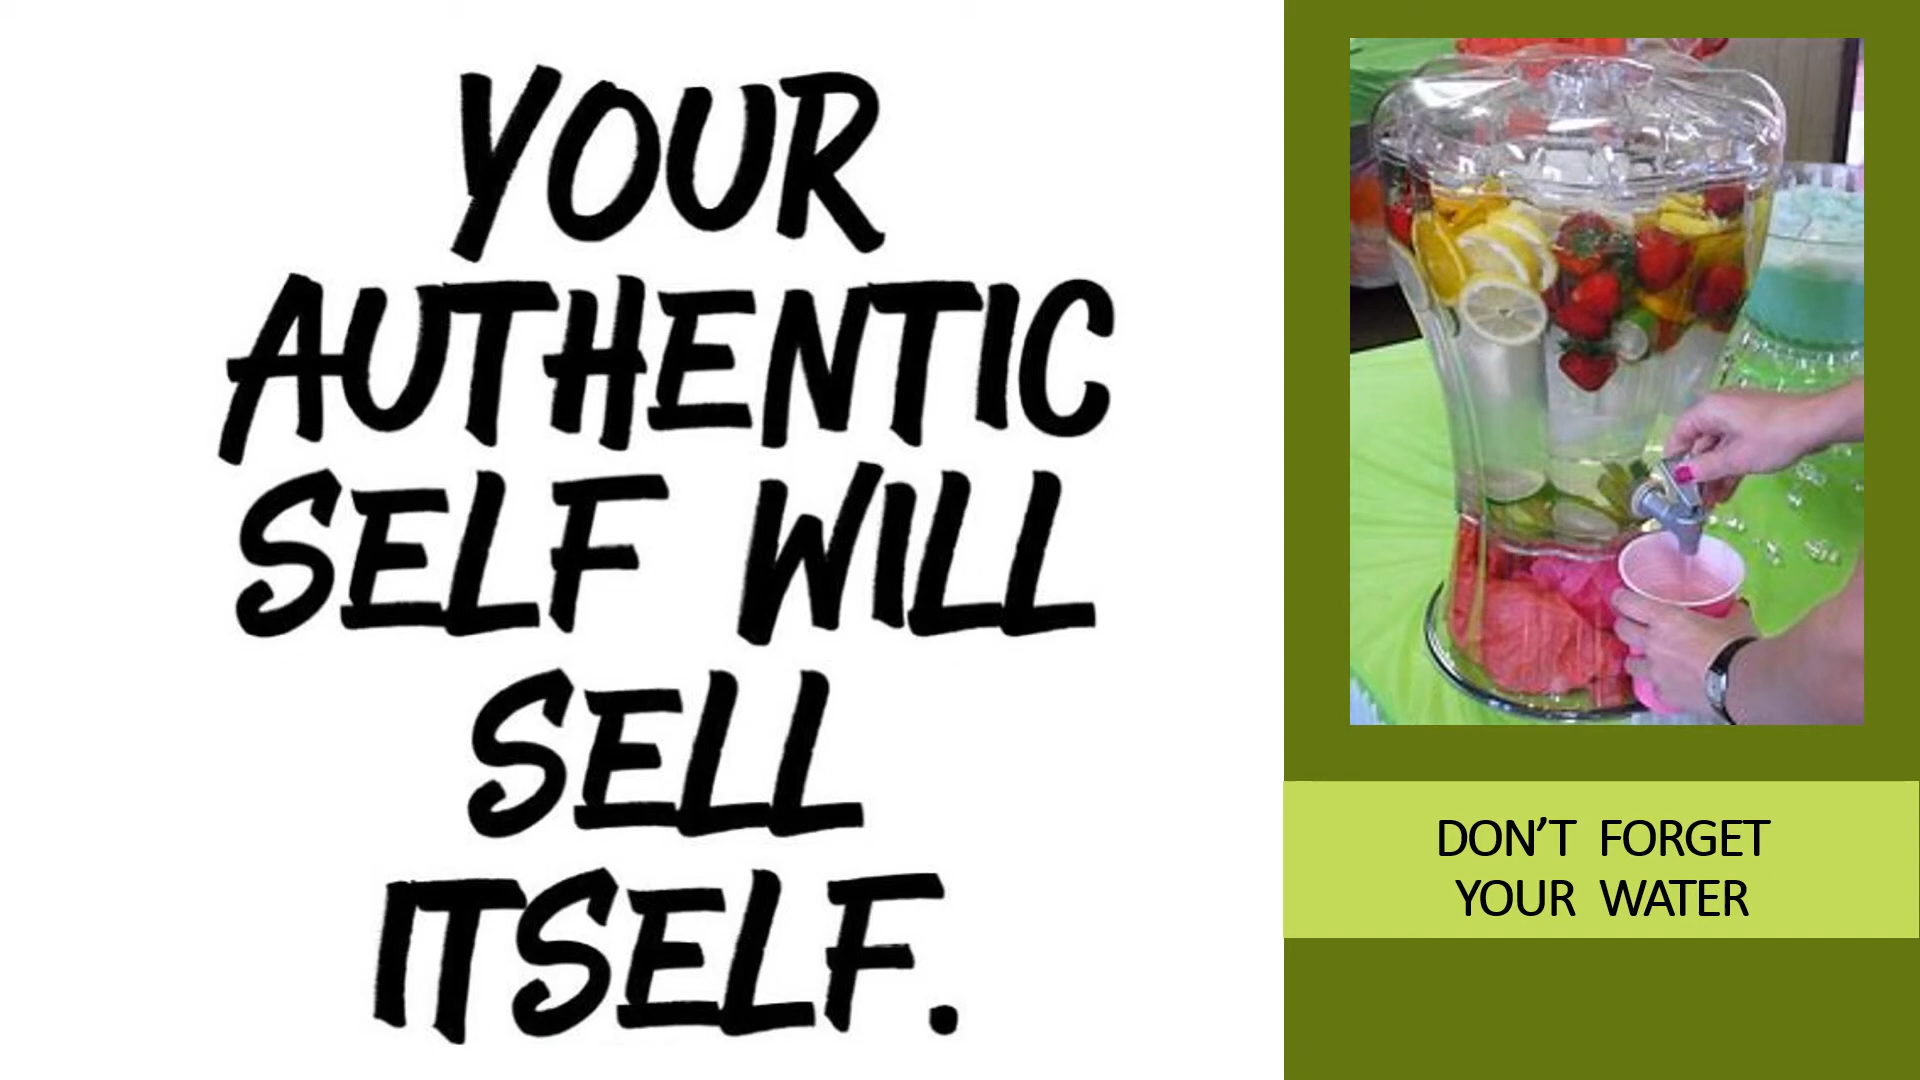 YOUR
AUTHENTIC
SELF WILL
SELL
ITSELF.
DON'T FORGET
YOUR WATER